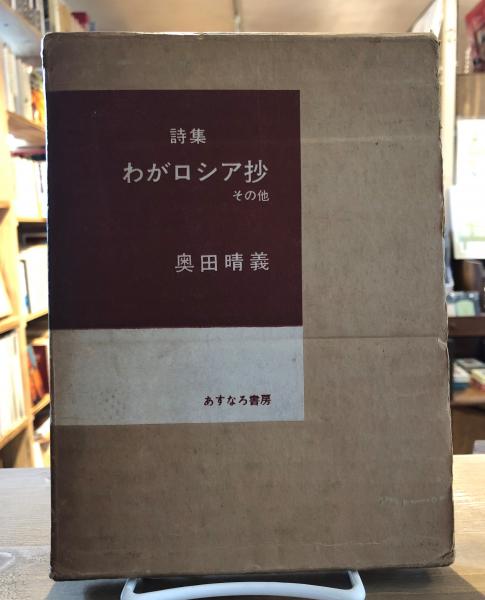 詩集
わがロシア抄
その他
奥田晴義
あすなろ書房